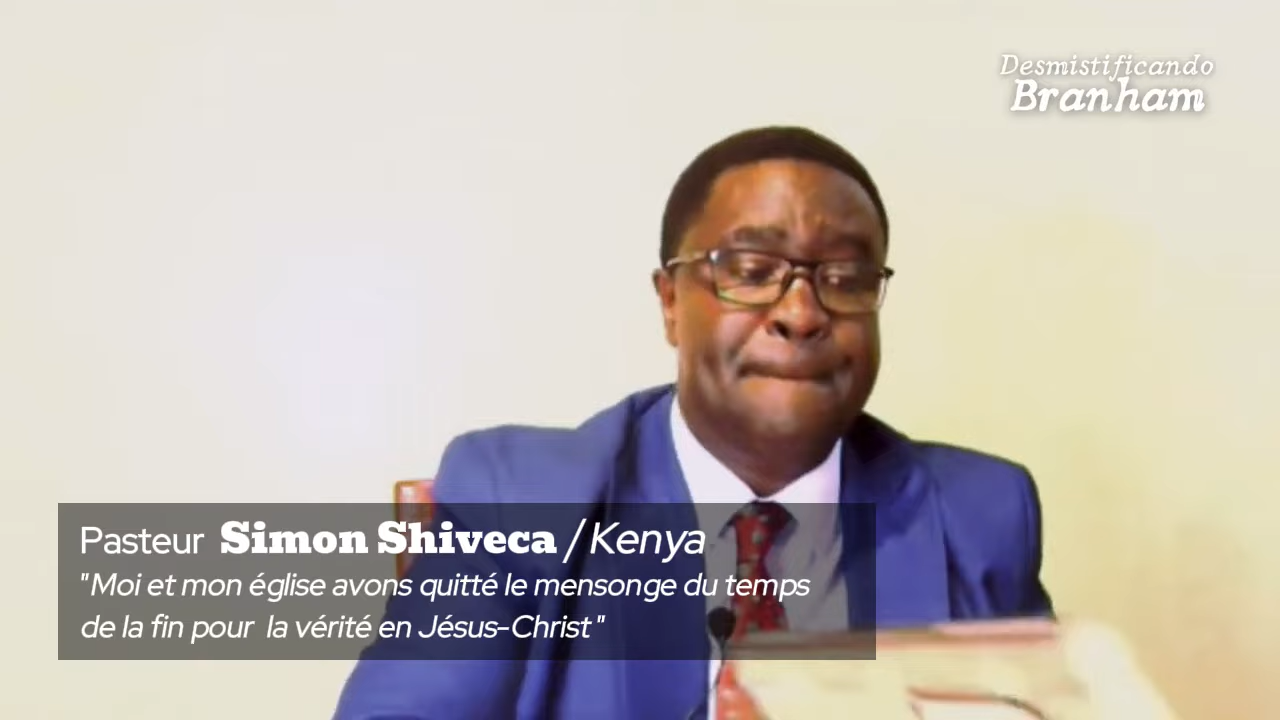 Desmistificando
Branham
Pasteur Simon Shiveca / Kenya
"Moi et mon église avons quitté le mensonge du temps
de la fin pour la vérité en Jésus-Christ"